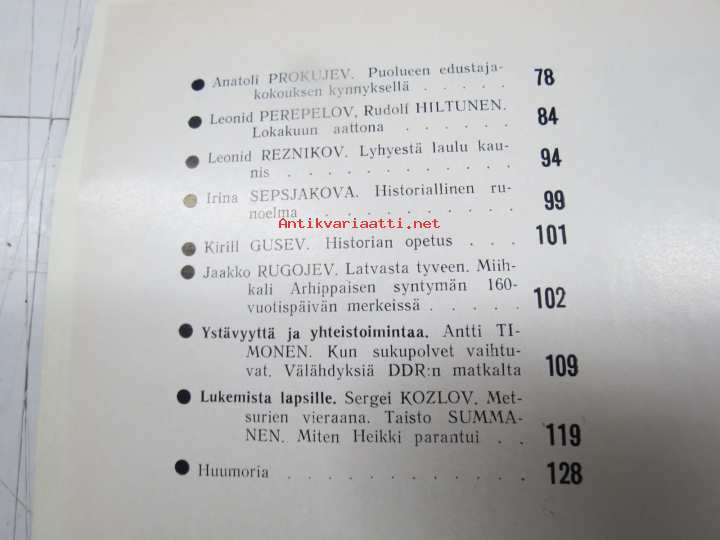 ● Anatoli PROKUJEV. Puolueen edustaja-
kokouksen kynnyksellä . . . . . 78
● Leonid PEREPELOV, Rudolf HILTUNEN.
Lokakuun aattona . . . . . . 84
● Leonid REZNIKOV. Lyhyestä laulu kau-
nis . . . . . . . . . . . 94
● Irina SEPSJAKOVA. Historiallinen ru-
noelma . . . . . . . . . . 99
Antikvariaatti.net
● Kirill GUSEV. Historian opetus . . . 101
● Jaakko RUGOJEV. Latvasta tyveen. Miih-
kali Arhippaisen syntymän 160-
vuotispäivän merkeissä . . . . 102
● Ystävyyttä ja yhteistoimintaa. Antti TI-
MONEN. Kun sukupolvet vaihtu-
vat. Välähdyksiä DDR:n matkalta 109
● Lukemista lapsille. Sergei KOZLOV. Met-
surien vieraana. Taisto SUMMA-
NEN. Miten Heikki parantui . . 119
● Huumoria . . . . . . . . . . . 128